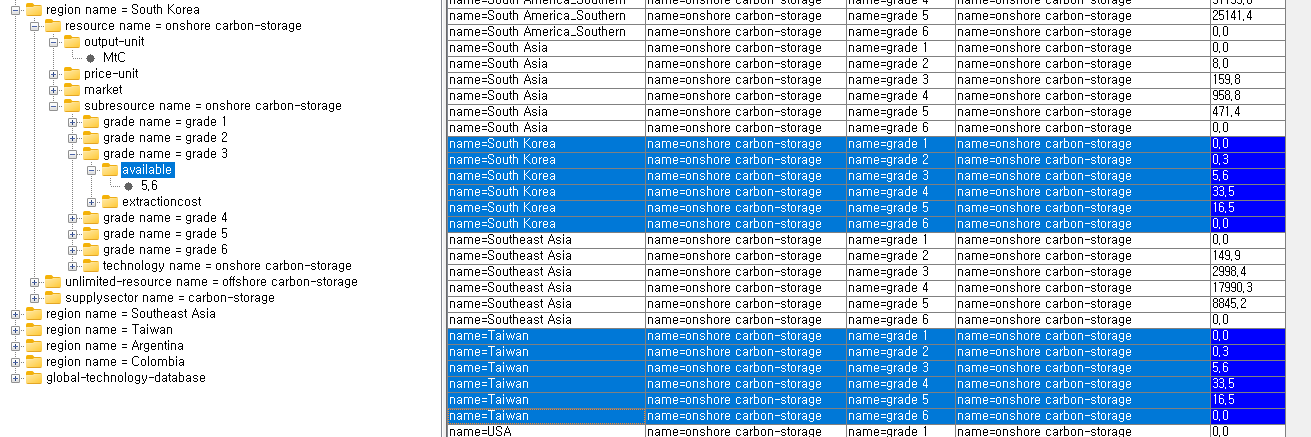 region name = South Korea
resource name = onshore carbon-storage
output-unit
MtC
price-unit
market
subresource name = onshore carbon-storage
grade name = grade 1
grade name = grade 2
grade name = grade 3
available
5,6
extractioncost
grade name = grade 4
grade name = grade 5
grade name = grade 6
technology name = onshore carbon-storage
unlimited-resource name = offshore carbon-storage
supplysector name = carbon-storage
region name = Southeast Asia
region name = Taiwan
region name = Argentina
region name = Colombia
global-technology-database
name=South America_Southern name=onshore carbon-storage name=grade 4 name=onshore carbon-storage
name=South America_Southern name=onshore carbon-storage name=grade 5 name=onshore carbon-storage 25141,4
name=South America_Southern name=onshore carbon-storage name=grade 6 name=onshore carbon-storage 0,0
name=South Asia name=onshore carbon-storage name=grade 1 name=onshore carbon-storage 0,0
name=South Asia name=onshore carbon-storage name=grade 2 name=onshore carbon-storage 8,0
name=South Asia name=onshore carbon-storage name=grade 3 name=onshore carbon-storage 159,8
name=South Asia name=onshore carbon-storage name=grade 4 name=onshore carbon-storage 958,8
name=South Asia name=onshore carbon-storage name=grade 5 name=onshore carbon-storage 471,4
name=South Asia name=onshore carbon-storage name=grade 6 name=onshore carbon-storage 0,0
name=South Korea name=onshore carbon-storage name=grade 1 name=onshore carbon-storage 0,0
name=South Korea name=onshore carbon-storage name=grade 2 name=onshore carbon-storage 0,3
name=South Korea name=onshore carbon-storage name=grade 3 name=onshore carbon-storage 5,6
name=South Korea name=onshore carbon-storage name=grade 4 name=onshore carbon-storage 33,5
name=South Korea name=onshore carbon-storage name=grade 5 name=onshore carbon-storage 16,5
name=South Korea name=onshore carbon-storage name=grade 6 name=onshore carbon-storage 0,0
name=Southeast Asia name=onshore carbon-storage name=grade 1 name=onshore carbon-storage 0,0
name=Southeast Asia name=onshore carbon-storage name=grade 2 name=onshore carbon-storage 149,9
name=Southeast Asia name=onshore carbon-storage name=grade 3 name=onshore carbon-storage 2998,4
name=Southeast Asia name=onshore carbon-storage name=grade 4 name=onshore carbon-storage 17990,3
name=Southeast Asia name=onshore carbon-storage name=grade 5 name=onshore carbon-storage 8845,2
name=Southeast Asia name=onshore carbon-storage name=grade 6 name=onshore carbon-storage 0,0
name=Taiwan name=onshore carbon-storage name=grade 1 name=onshore carbon-storage 0,0
name=Taiwan name=onshore carbon-storage name=grade 2 name=onshore carbon-storage 0,3
name=Taiwan name=onshore carbon-storage name=grade 3 name=onshore carbon-storage 5,6
name=Taiwan name=onshore carbon-storage name=grade 4 name=onshore carbon-storage 33,5
name=Taiwan name=onshore carbon-storage name=grade 5 name=onshore carbon-storage 16,5
name=Taiwan name=onshore carbon-storage name=grade 6 name=onshore carbon-storage 0,0
name=USA name=onshore carbon-storage name=grade 1 name=onshore carbon-storage 0,0